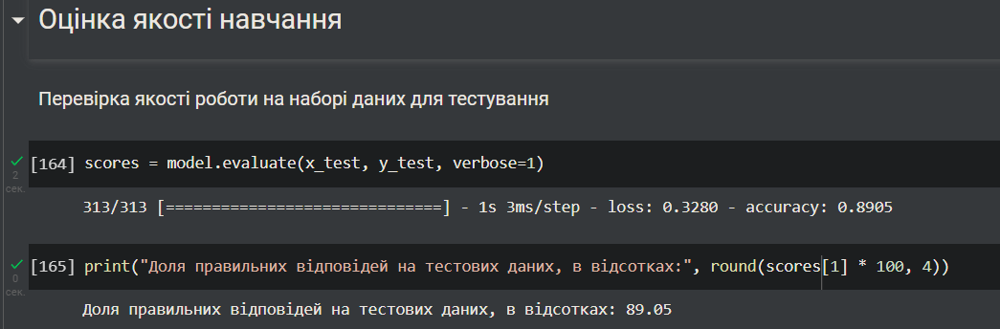 Оцінка якості навчання
Перевірка якості роботи на наборі даних для тестування
[164] scores = model.evaluate(x_test, y_test, verbose=1)
2
сек.
313/313 [==============================] - 1s 3ms/step - loss: 0.3280 - accuracy: 0.8905
[165] print("Доля правильних відповідей на тестових даних, в відсотках:", round(scores[1] * 100, 4))
0
сек.
Доля правильних відповідей на тестових даних, в відсотках: 89.05